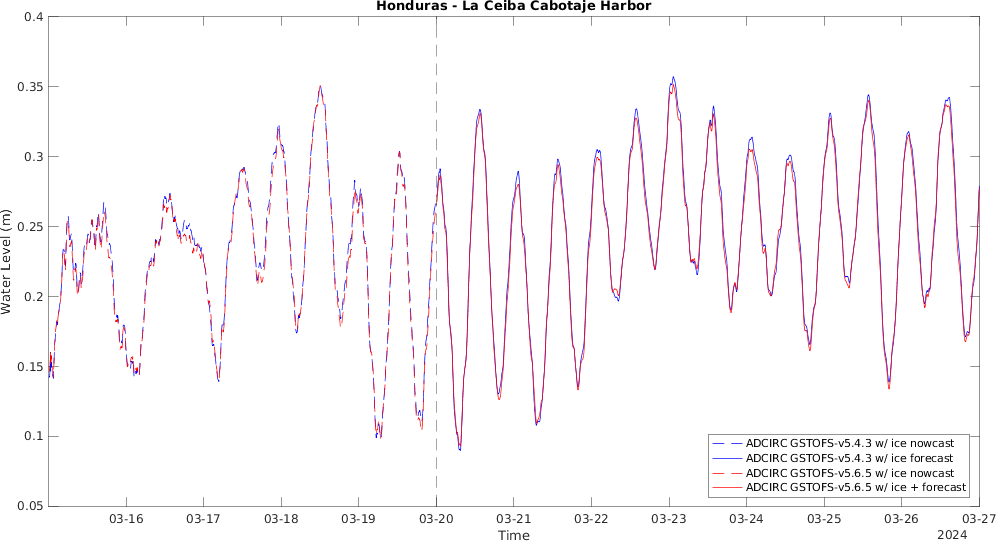 Honduras - La Ceiba Cabotaje Harbor
0.4
0.35
0.3
0.25
0.2
0.15
0.1
0.05
Water Level (m)
ADCIRC GSTOFS-v5.4.3 w/ ice nowcast
ADCIRC GSTOFS-v5.4.3 w/ ice forecast
ADCIRC GSTOFS-v5.6.5 w/ ice nowcast
ADCIRC GSTOFS-v5.6.5 w/ ice + forecast
03-16 03-17 03-18 03-19 03-20 03-21 03-22 03-23 03-24 03-25 03-26 03-27
Time
2024